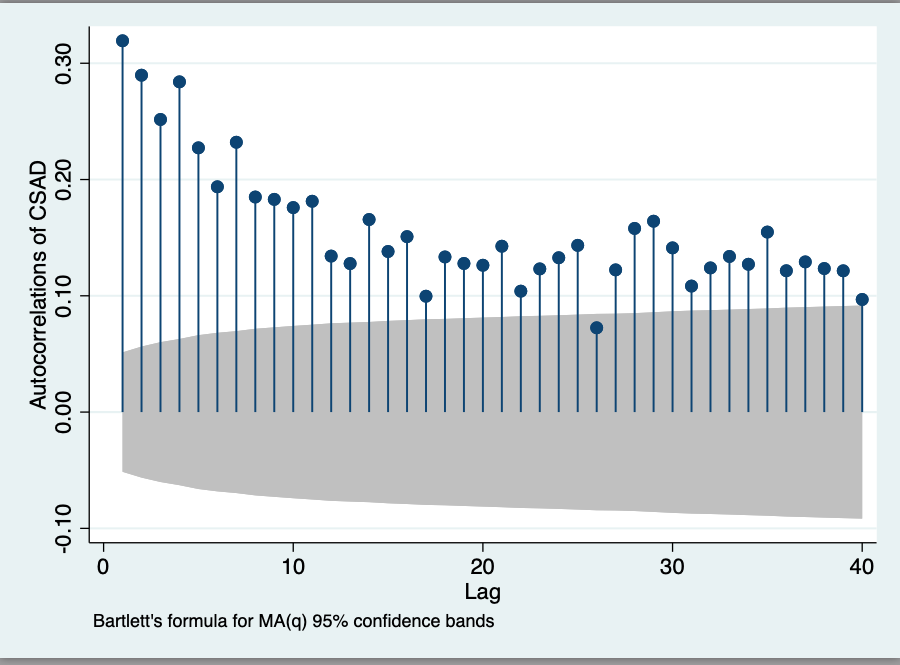 Autocorrelations of CSAD
0.30
0.20
0.10
0.00
-0.10
0 10 20 30 40
Lag
Bartlett's formula for MA(q) 95% confidence bands